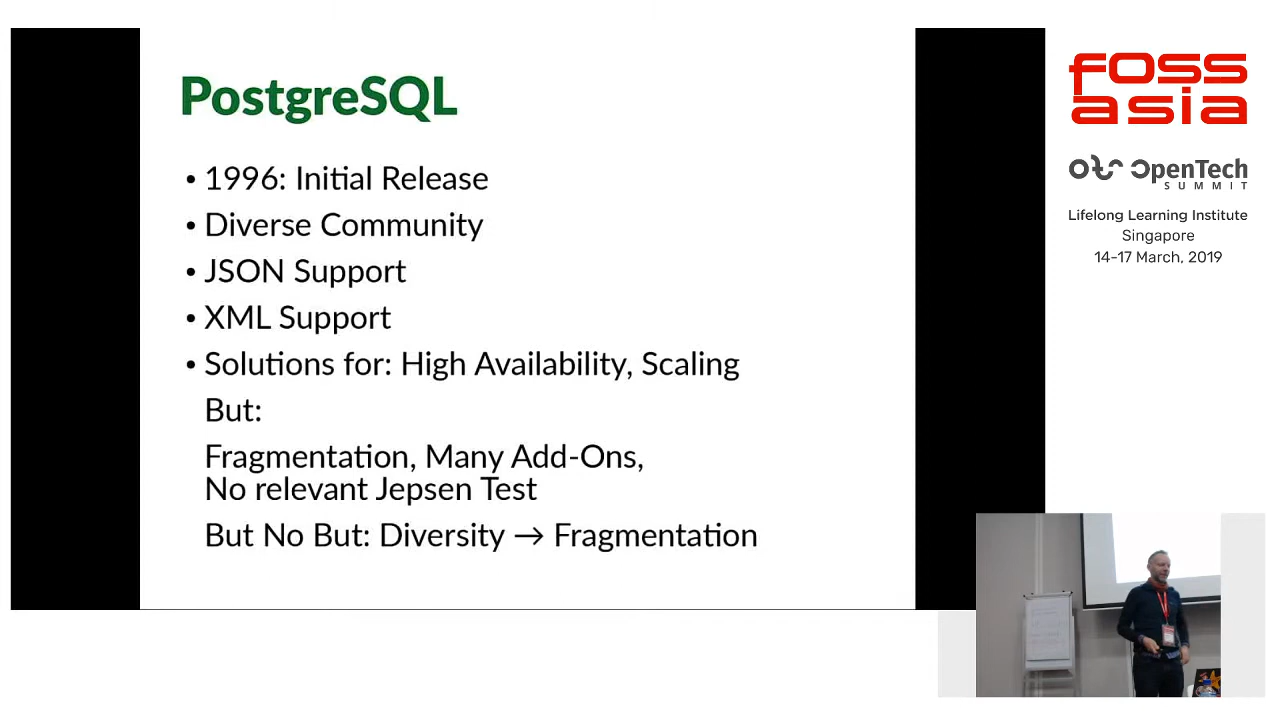 PostgreSQL
• 1996: Initial Release
• Diverse Community
• JSON Support
• XML Support
• Solutions for: High Availability, Scaling
But:
Fragmentation, Many Add-Ons,
No relevant Jepsen Test
But No But: Diversity → Fragmentation
FOSS
asia
OpenTech
SUMMIT
Lifelong Learning Institute
Singapore
14-17 March, 2019